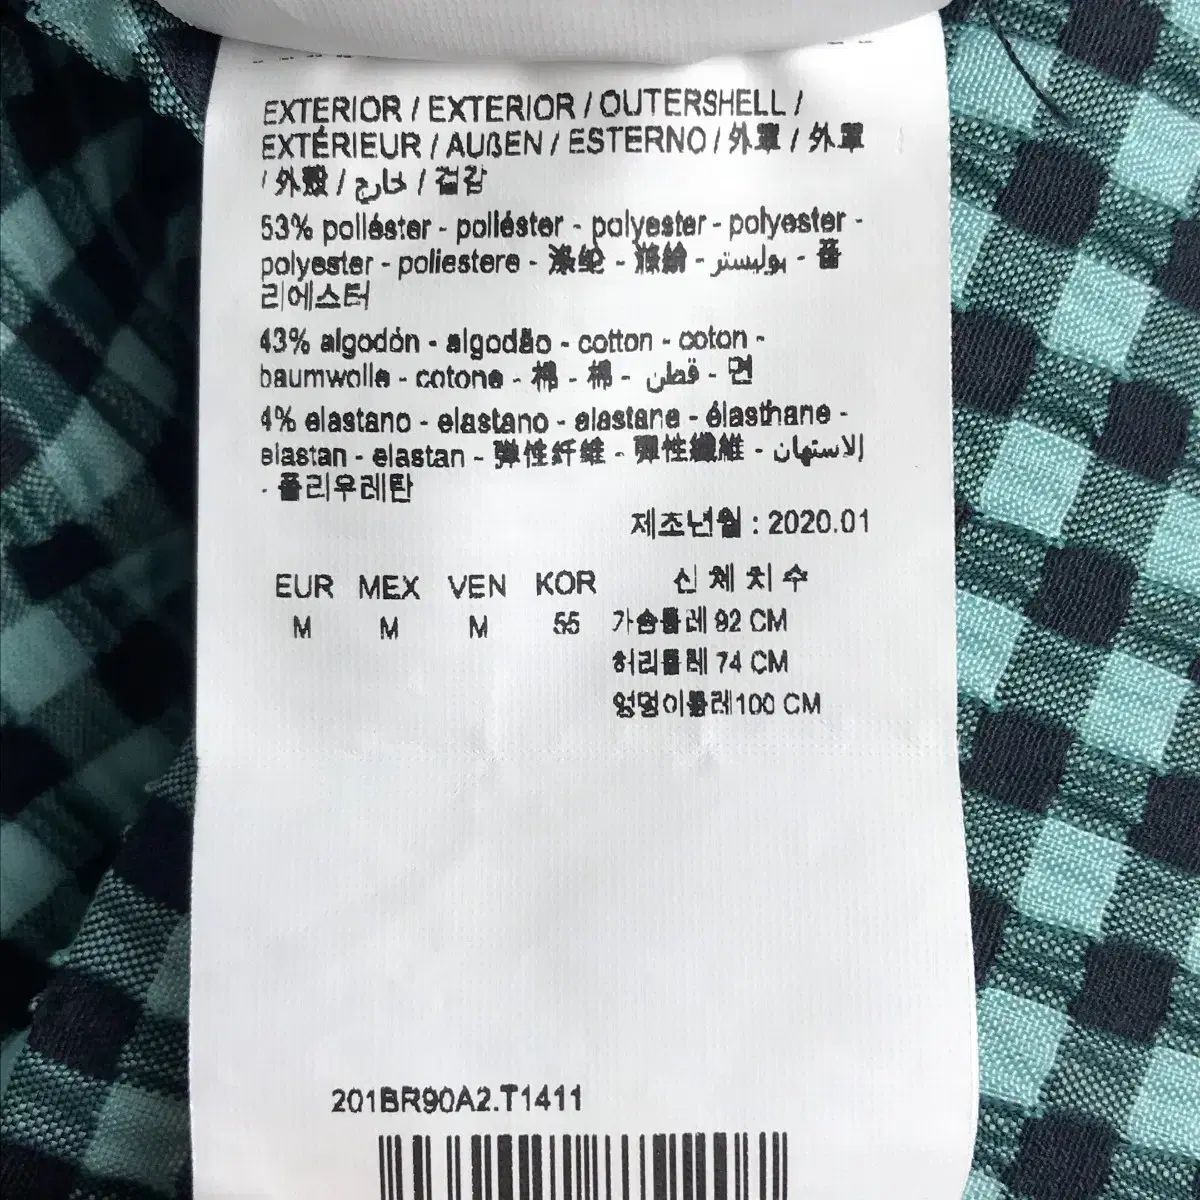 EXTERIOR / EXTERIOR / OUTERSHELL /
EXTÉRIEUR / AUßEN / ESTERNO / 外罩 / 外罩
/ 外殼 / خارج / 겉감
53% poliéster - poliéster - polyester - polyester -
polyester - poliestere - 涤纶 - 滌綸 - بوليستر - 폴
리에스터
43% algodón - algodão - cotton - coton -
baumwolle - cotone - 棉 - 棉 - قطن - 면
4% elastano - elastano - elastane - élasthane -
elastan - elastan - 弹性纤维 - 彈性纖維 - الاستهان
- 폴리우레탄
제조년월 : 2020.01
EUR MEX VEN KOR 신 체 치 수
M M M 55 가슴둘레 92 CM
허리둘레 74 CM
엉덩이둘레100 CM
201BR90A2.T1411